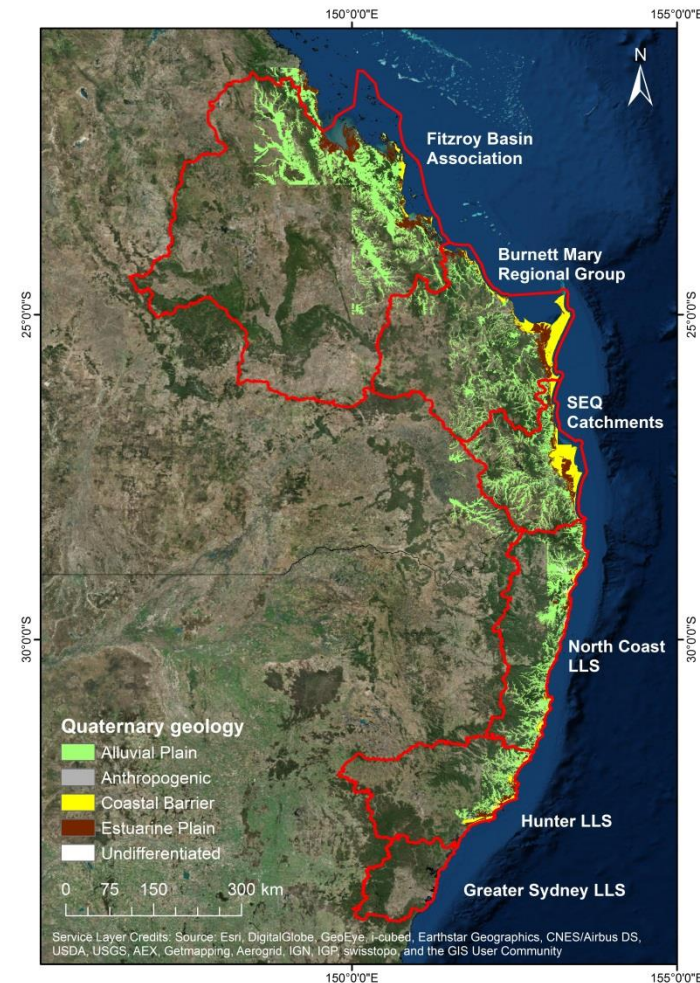 150°0'0"E
155°0'0"E
N
Fitzroy Basin
Association
Burnett Mary
Regional Group
25°0'0"S
25°0'0"S
SEQ
Catchments
30°0'0"S
30°0'0"S
North Coast
LLS
Quaternary geology
Alluvial Plain
Anthropogenic
Coastal Barrier
Estuarine Plain
Undifferentiated
Hunter LLS
Greater Sydney LLS
0 75 150 300 km
Service Layer Credits: Source: Esri, DigitalGlobe, GeoEye, i-cubed, Earthstar Geographics, CNES/Airbus DS,
USDA, USGS, AEX, Getmapping, Aerogrid, IGN, IGP, swisstopo, and the GIS User Community
150°0'0"E
155°0'0"E